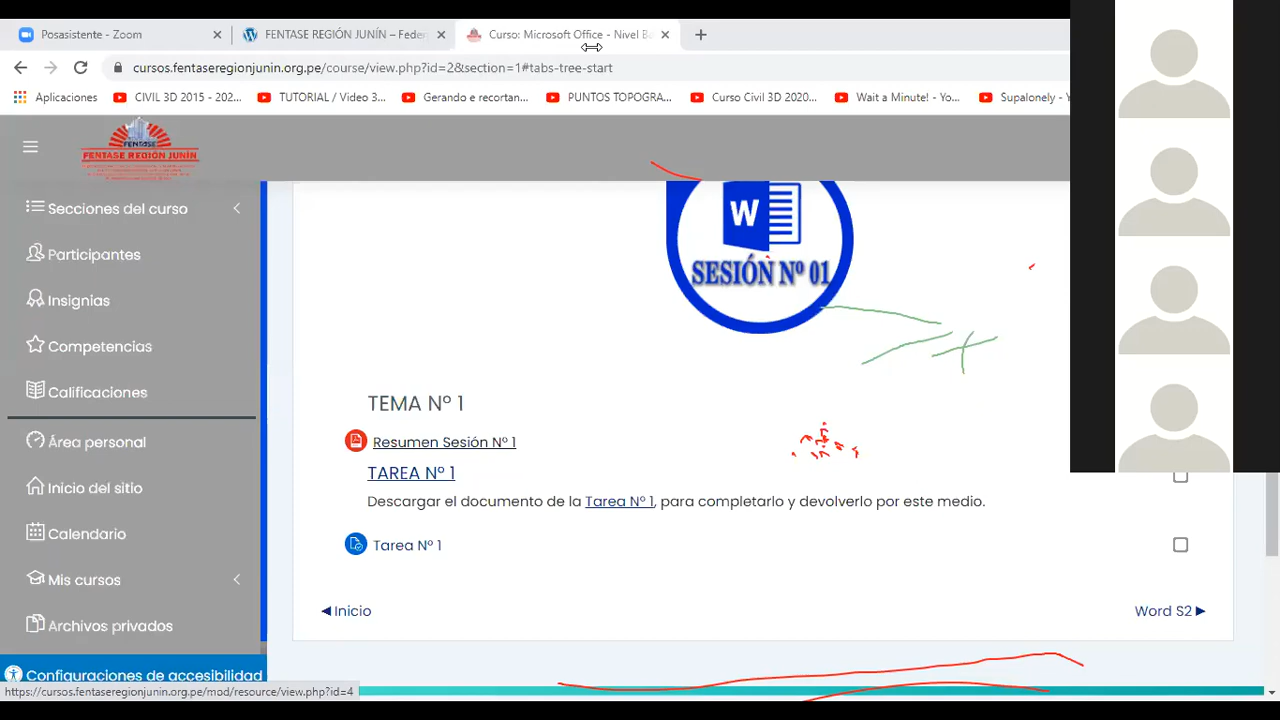 Posasistente - Zoom
FENTASE REGIÓN JUNÍN – Feder
Curso: Microsoft Office - Nivel Ba
cursos.fentaseregionjunin.org.pe/course/view.php?id=2&section=1#tabs-tree-start
Aplicaciones
CIVIL 3D 2015 - 202...
TUTORIAL / Video 3...
Gerando e recortan...
PUNTOS TOPOGRA...
Curso Civil 3D 2020...
Wait a Minute! - Yo...
Supalonely - Y
FENTASE
FENTASE REGIÓN JUNÍN
Secciones del curso
Participantes
Insignias
Competencias
Calificaciones
Área personal
Inicio del sitio
Calendario
Mis cursos
Archivos privados
Configuraciones de accesibilidad
W
SESIÓN Nº 01
TEMA Nº 1
Resumen Sesión Nº 1
TAREA Nº 1
Descargar el documento de la Tarea Nº 1, para completarlo y devolverlo por este medio.
Tarea Nº 1
◀ Inicio
Word S2 ▶
https://cursos.fentaseregionjunin.org.pe/mod/resource/view.php?id=4